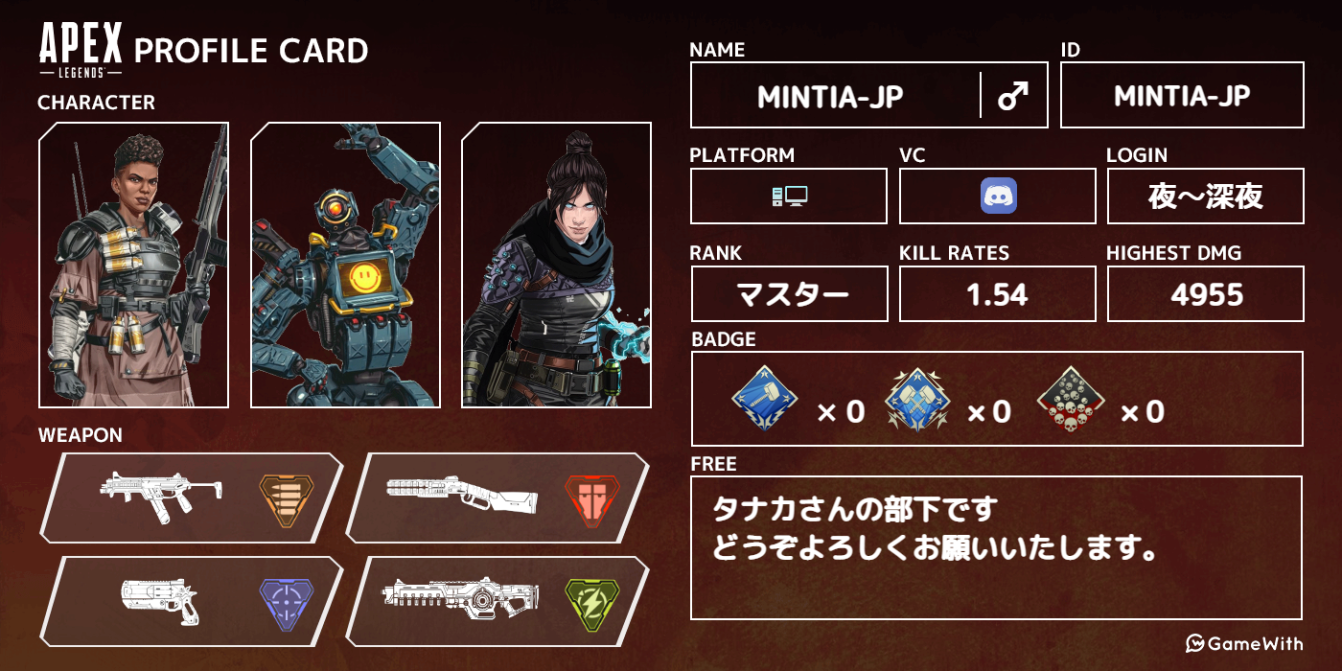 APEX
LEGENDS
PROFILE CARD
CHARACTER
WEAPON
NAME
MINTIA-JP ♂
ID
MINTIA-JP
PLATFORM
VC
LOGIN
夜〜深夜
RANK
マスター
KILL RATES
1.54
HIGHEST DMG
4955
BADGE
× 0
× 0
× 0
FREE
タナカさんの部下です
どうぞよろしくお願いいたします。
GameWith